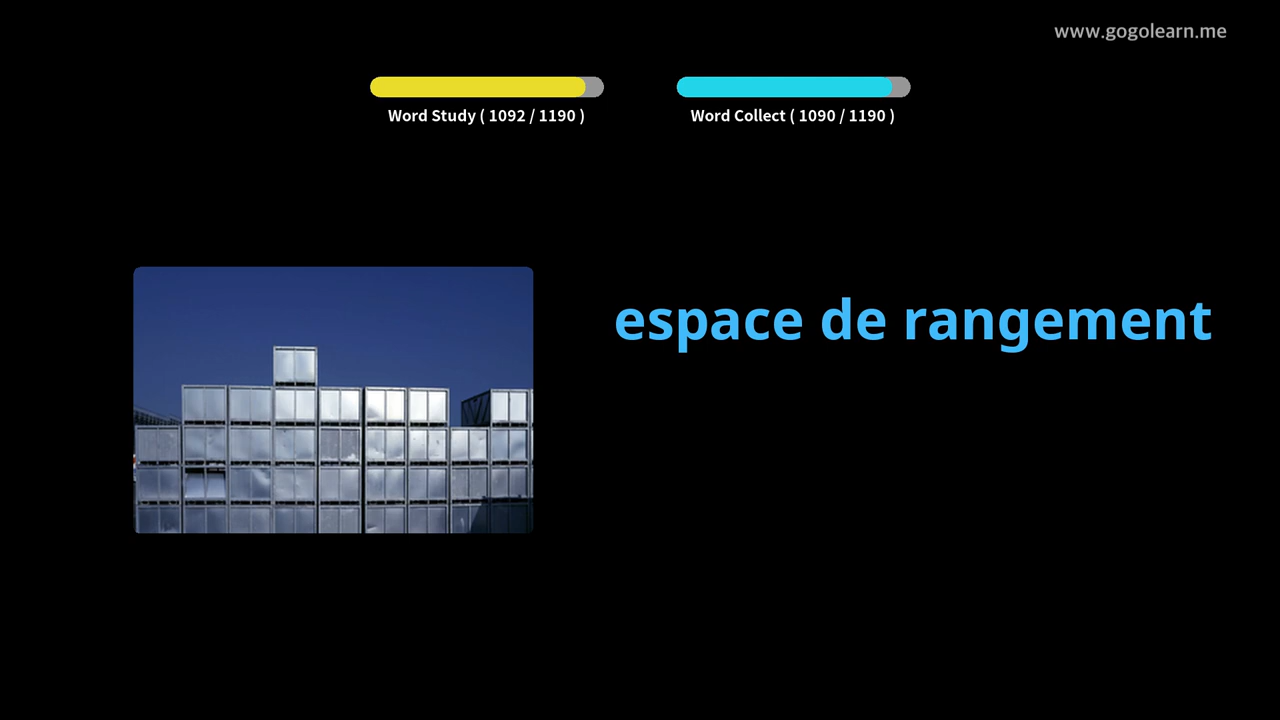 www.gogolearn.me
Word Study ( 1092 / 1190 )
Word Collect ( 1090 / 1190 )
espace de rangement